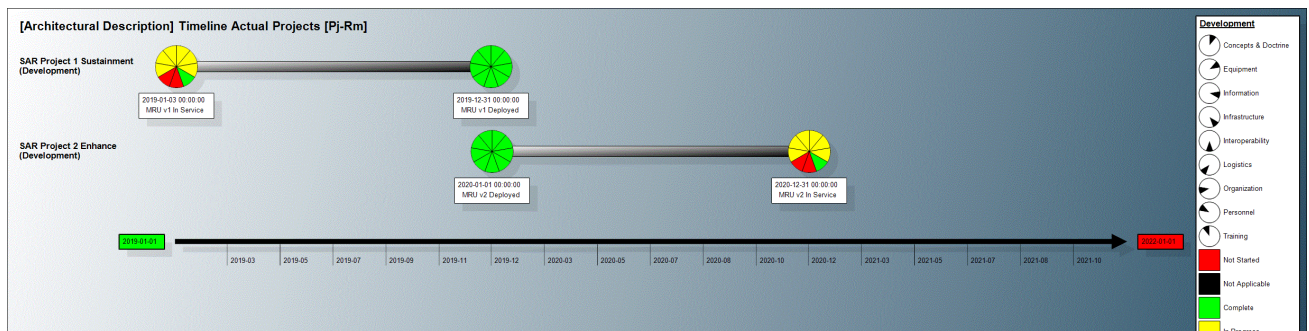 [Architectural Description] Timeline Actual Projects [Pj-Rm]
SAR Project 1 Sustainment
(Development)
2019-01-03 00:00:00
MRU v1 In Service
2019-12-31 00:00:00
MRU v1 Deployed
SAR Project 2 Enhance
(Development)
2020-01-01 00:00:00
MRU v2 Deployed
2020-12-31 00:00:00
MRU v2 In Service
2019-01-01
2019-03
2019-05
2019-07
2019-09
2019-11
2019-12
2020-03
2020-05
2020-07
2020-08
2020-10
2020-12
2021-03
2021-05
2021-07
2021-08
2021-10
2022-01-01
Development
Concepts & Doctrine
Equipment
Information
Infrastructure
Interoperability
Logistics
Organization
Personnel
Training
Not Started
Not Applicable
Complete
In Progress